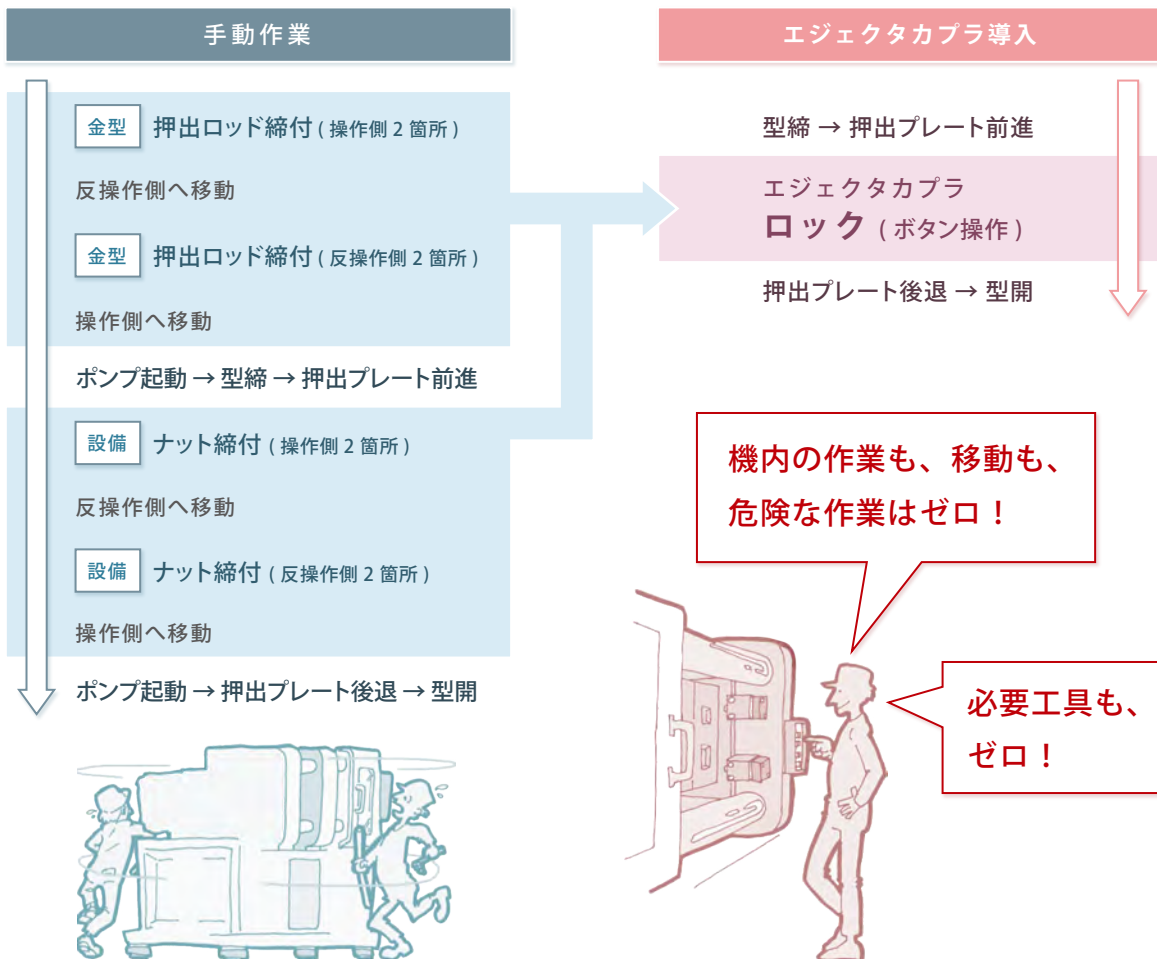 手動作業
金型 押出ロッド締付 ( 操作側 2 箇所 )
反操作側へ移動
金型 押出ロッド締付 ( 反操作側 2 箇所 )
操作側へ移動
ポンプ起動 → 型締 → 押出プレート前進
設備 ナット締付 ( 操作側 2 箇所 )
反操作側へ移動
設備 ナット締付 ( 反操作側 2 箇所 )
操作側へ移動
ポンプ起動 → 押出プレート後退 → 型開
エジェクタカプラ導入
型締 → 押出プレート前進
エジェクタカプラ
ロック ( ボタン操作 )
押出プレート後退 → 型開
機内の作業も、移動も、
危険な作業はゼロ！
必要工具も、
ゼロ！